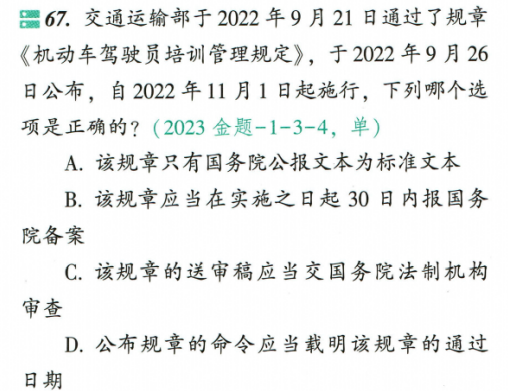 67. 交通运输部于 2022 年 9 月 21 日通过了规章
《机动车驾驶员培训管理规定》，于 2022 年 9 月 26
日公布，自 2022 年 11 月 1 日起施行，下列哪个选
项是正确的？（2023 金题-1-3-4，单）
A. 该规章只有国务院公报文本为标准文本
B. 该规章应当在实施之日起 30 日内报国务
院备案
C. 该规章的送审稿应当交国务院法制机构
审查
D. 公布规章的命令应当载明该规章的通过
日期